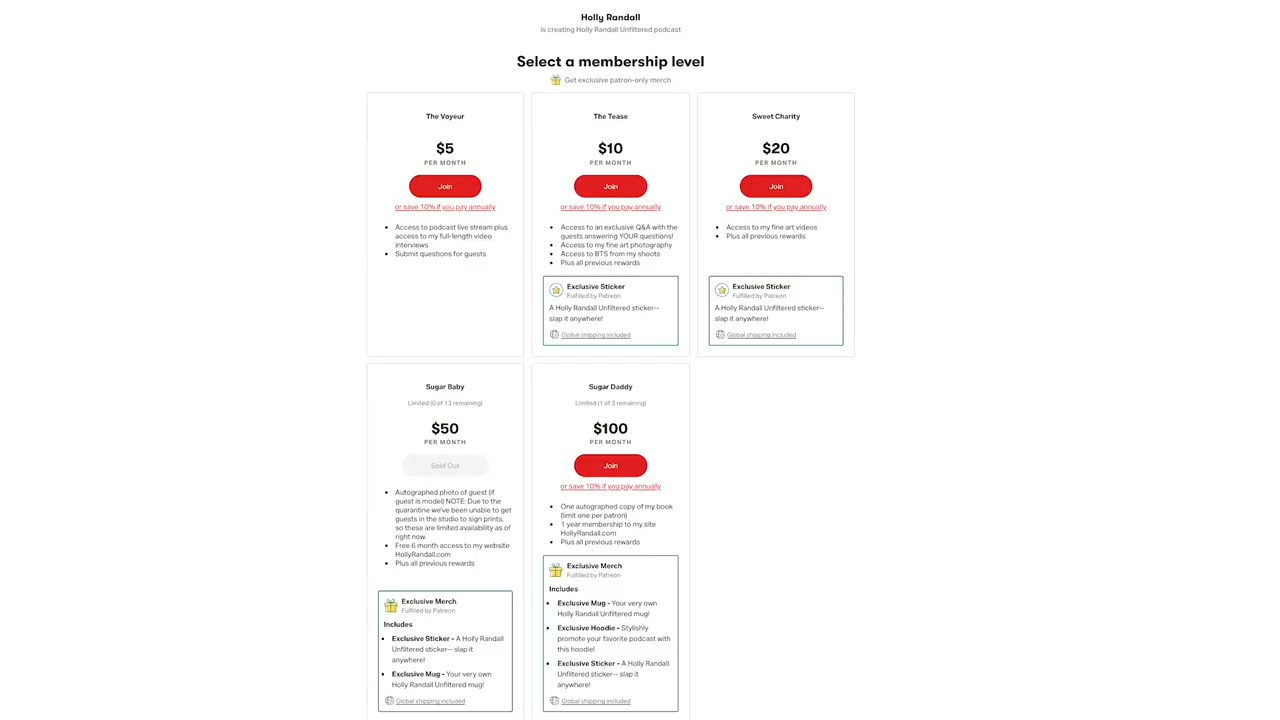 Holly Randall
is creating Holly Randall Unfiltered podcast
Select a membership level
Get exclusive patron-only merch
The Voyeur
$5
PER MONTH
Join
or save 10% if you pay annually
Access to podcast live stream plus
access to my full-length video
interviews
Submit questions for guests
The Tease
$10
PER MONTH
Join
or save 10% if you pay annually
Access to an exclusive Q&A with the
guests answering YOUR questions!
Access to my fine art photography
Access to BTS from my shoots
Plus all previous rewards
Exclusive Sticker
Fulfilled by Patreon
A Holly Randall Unfiltered sticker--
slap it anywhere!
Global shipping included
Sweet Charity
$20
PER MONTH
Join
or save 10% if you pay annually
Access to my fine art videos
Plus all previous rewards
Exclusive Sticker
Fulfilled by Patreon
A Holly Randall Unfiltered sticker--
slap it anywhere!
Global shipping included
Sugar Baby
Limited (0 of 13 remaining)
$50
PER MONTH
Sold Out
Autographed photo of guest (if
guest is model) NOTE: Due to the
quarantine we've been unable to get
guests in the studio to sign prints,
so these are limited availability as of
right now.
Free 6 month access to my website
HollyRandall.com
Plus all previous rewards
Exclusive Merch
Fulfilled by Patreon
Includes
Exclusive Sticker - A Holly Randall
Unfiltered sticker-- slap it
anywhere!
Exclusive Mug - Your very own
Holly Randall Unfiltered mug!
Global shipping included
Sugar Daddy
Limited (1 of 3 remaining)
$100
PER MONTH
Join
or save 10% if you pay annually
One autographed copy of my book
(limit one per patron)
1 year membership to my site
HollyRandall.com
Plus all previous rewards
Exclusive Merch
Fulfilled by Patreon
Includes
Exclusive Mug - Your very own
Holly Randall Unfiltered mug!
Exclusive Hoodie - Stylishly
promote your favorite podcast with
this hoodie!
Exclusive Sticker - A Holly Randall
Unfiltered sticker-- slap it
anywhere!
Global shipping included